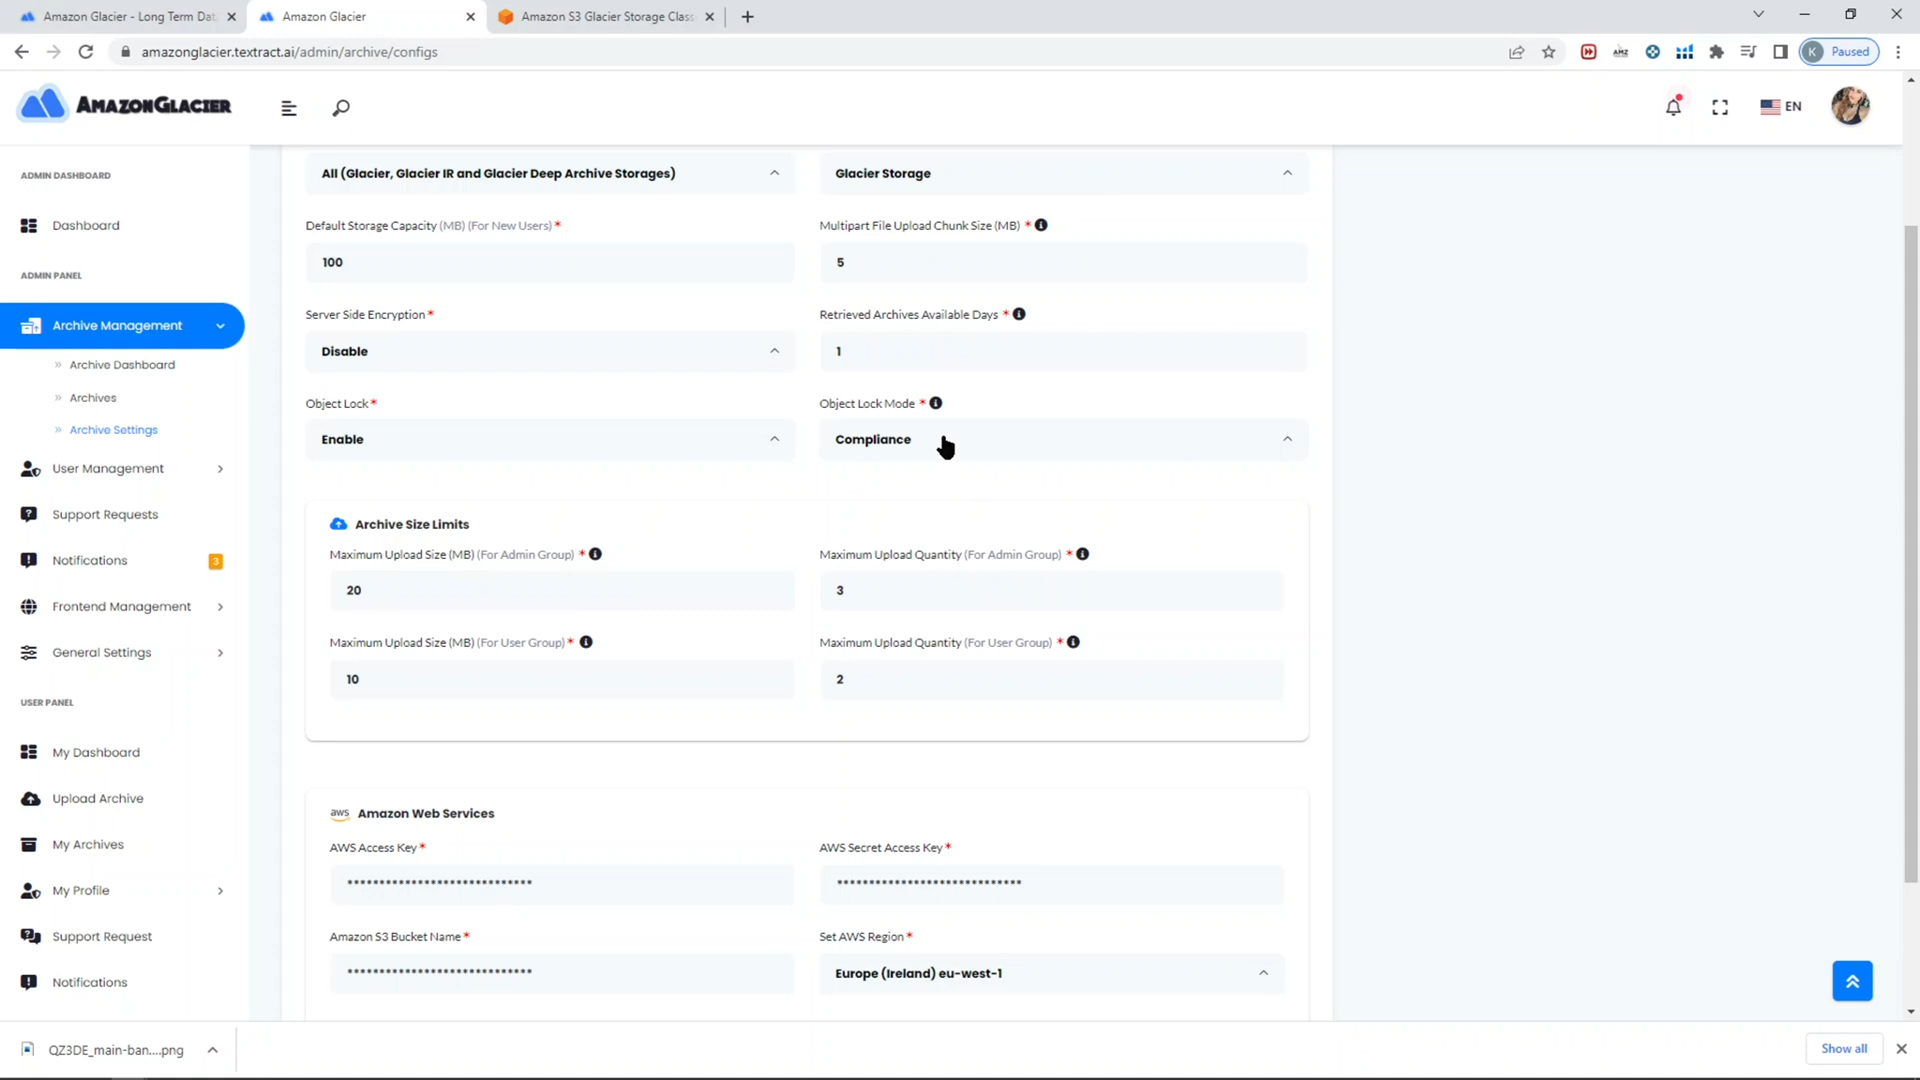 Amazon Glacier - Long Term Dat
Amazon Glacier
Amazon S3 Glacier Storage Class
amazonglacier.textract.ai/admin/archive/configs
AMZ
K Paused
AMAZONGLACIER
EN
ADMIN DASHBOARD
Dashboard
ADMIN PANEL
Archive Management
» Archive Dashboard
» Archives
» Archive Settings
User Management
Support Requests
Notifications 3
Frontend Management
General Settings
USER PANEL
My Dashboard
Upload Archive
My Archives
My Profile
Support Request
Notifications
All (Glacier, Glacier IR and Glacier Deep Archive Storages)
Glacier Storage
Default Storage Capacity (MB) (For New Users) *
100
Multipart File Upload Chunk Size (MB) *
5
Server Side Encryption *
Disable
Retrieved Archives Available Days *
1
Object Lock *
Enable
Object Lock Mode *
Compliance
Archive Size Limits
Maximum Upload Size (MB) (For Admin Group) *
20
Maximum Upload Quantity (For Admin Group) *
3
Maximum Upload Size (MB) (For User Group) *
10
Maximum Upload Quantity (For User Group) *
2
aws Amazon Web Services
AWS Access Key *
*****************************
AWS Secret Access Key *
*****************************
Amazon S3 Bucket Name *
*****************************
Set AWS Region *
Europe (Ireland) eu-west-1
QZ3DE_main-ban....png
Show all